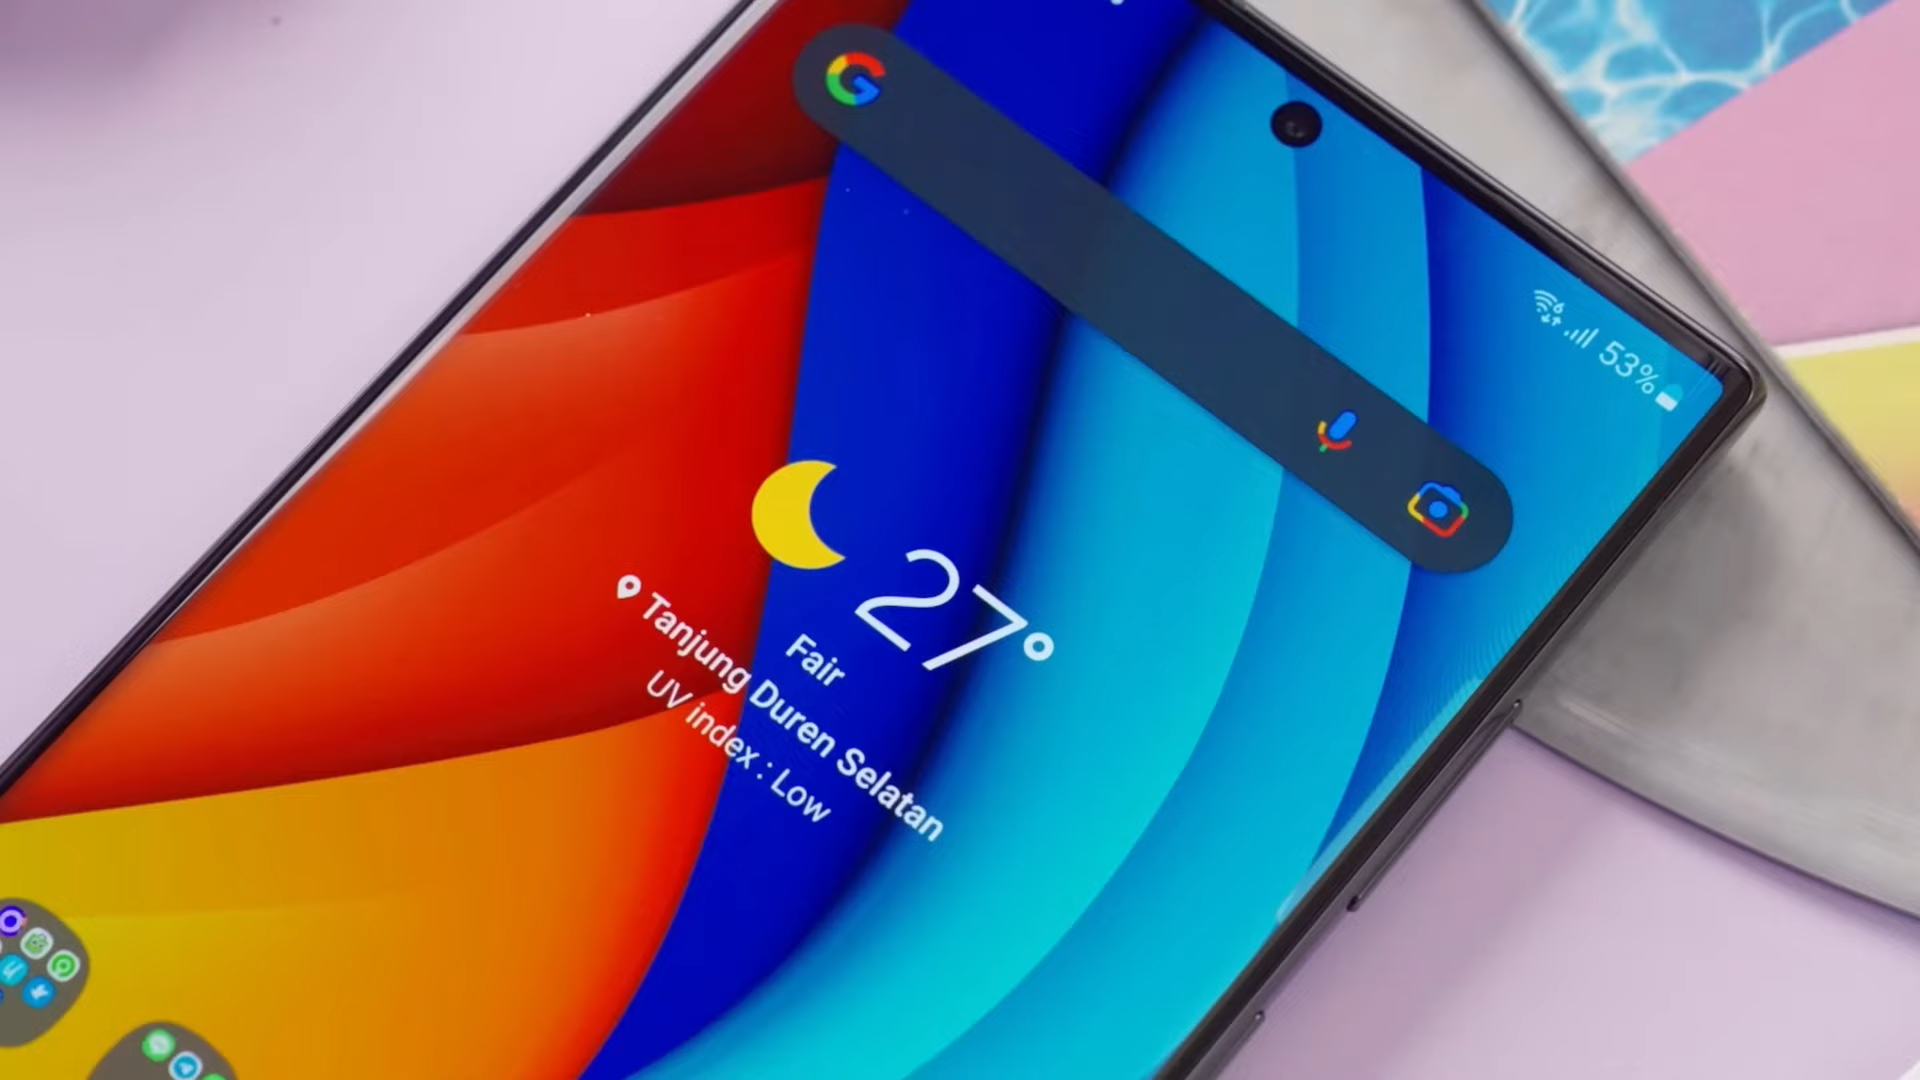 53%
27°
Fair
Tanjung Duren Selatan
UV index : Low